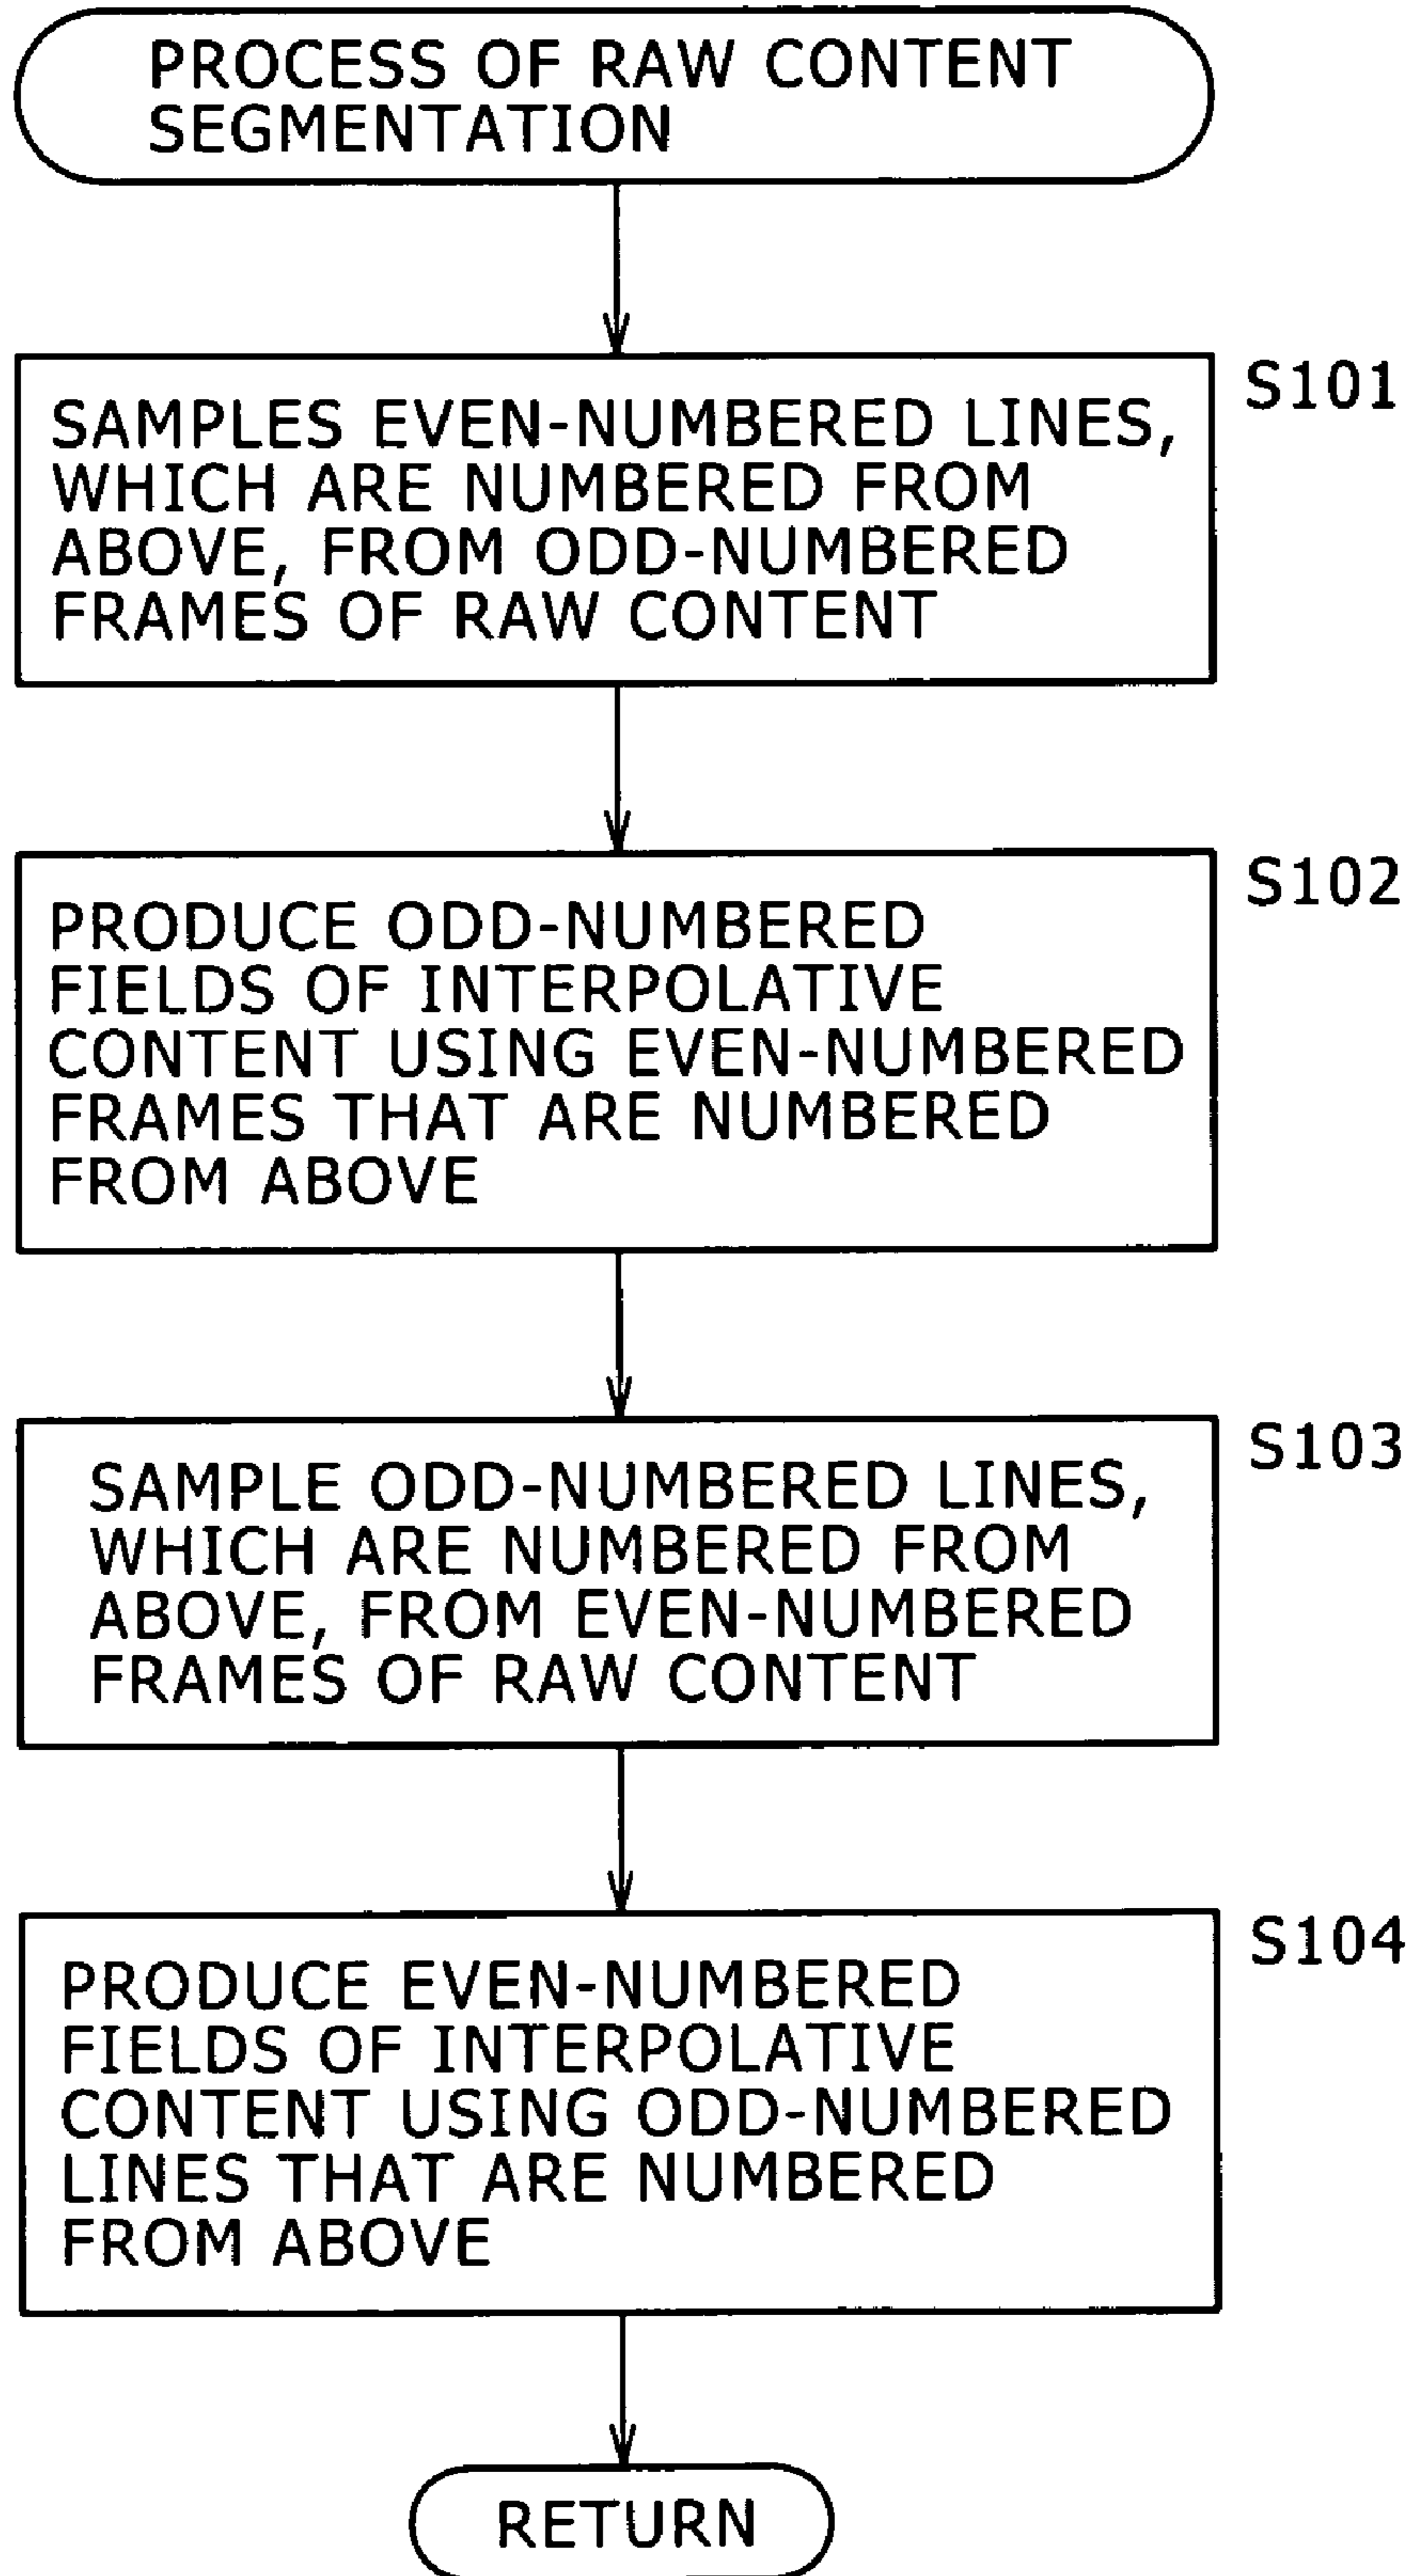 PROCESS OF RAW CONTENT
SEGMENTATION
S101
SAMPLES EVEN-NUMBERED LINES,
WHICH ARE NUMBERED FROM
ABOVE, FROM ODD-NUMBERED
FRAMES OF RAW CONTENT
S102
PRODUCE ODD-NUMBERED
FIELDS OF INTERPOLATIVE
CONTENT USING EVEN-NUMBERED
FRAMES THAT ARE NUMBERED
FROM ABOVE
S103
SAMPLE ODD-NUMBERED LINES,
WHICH ARE NUMBERED FROM
ABOVE, FROM EVEN-NUMBERED
FRAMES OF RAW CONTENT
S104
PRODUCE EVEN-NUMBERED
FIELDS OF INTERPOLATIVE
CONTENT USING ODD-NUMBERED
LINES THAT ARE NUMBERED
FROM ABOVE
RETURN